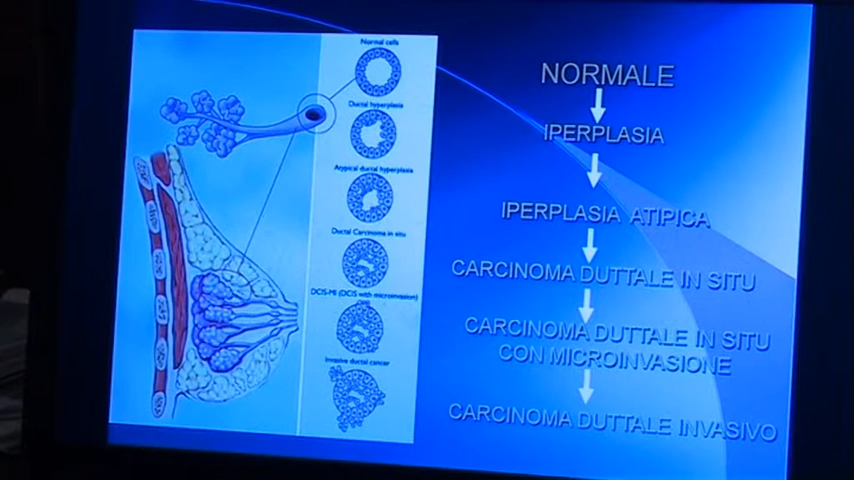 Normal cells
Ductal hyperplasia
Atypical ductal hyperplasia
Ductal Carcinoma in situ
DCIS-MI (DCIS with microinvasion)
Invasive ductal cancer
NORMALE
IPERPLASIA
IPERPLASIA ATIPICA
CARCINOMA DUTTALE IN SITU
CARCINOMA DUTTALE IN SITU
CON MICROINVASIONE
CARCINOMA DUTTALE INVASIVO